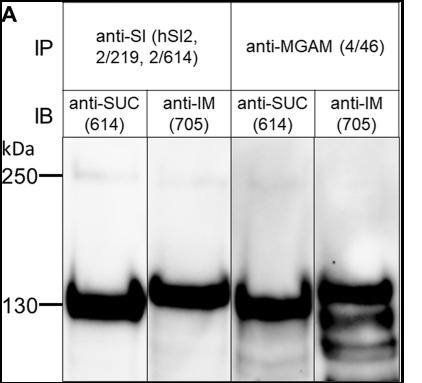 A
IP
anti-SI (hSI2,
2/219, 2/614)
anti-MGAM (4/46)
IB
anti-SUC
(614)
anti-IM
(705)
anti-SUC
(614)
anti-IM
(705)
kDa
250
130